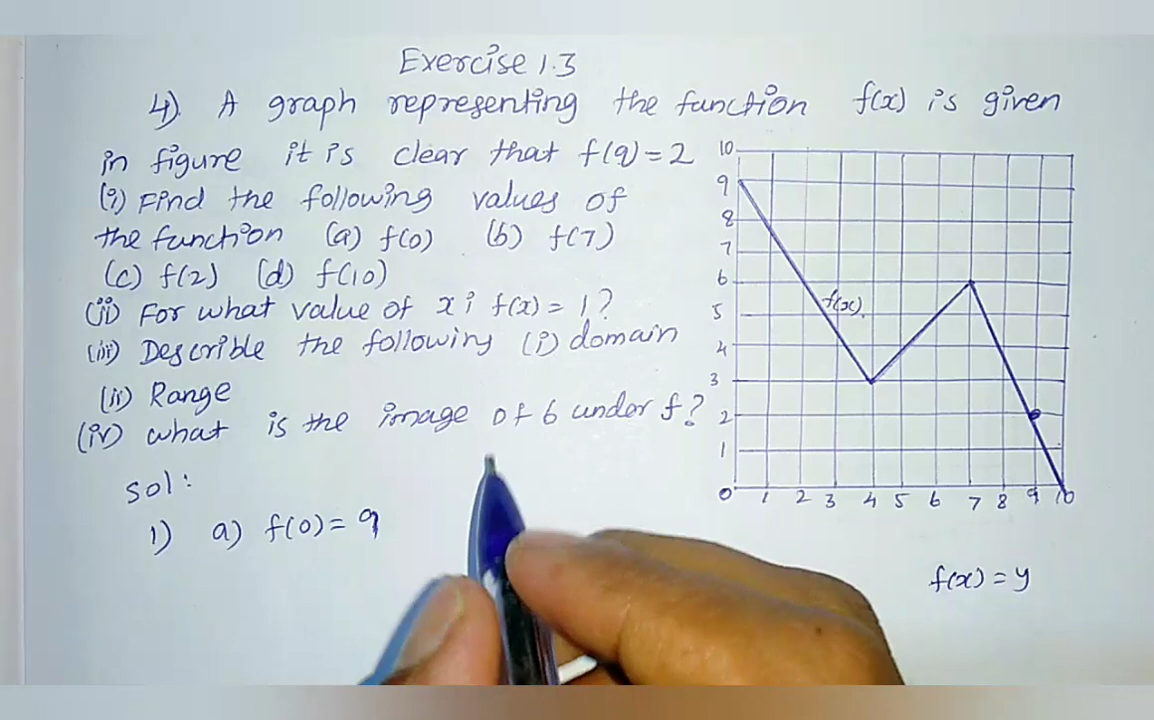 Exercise 1.3
4). A graph representing the function f(x) is given
in figure it is clear that f(9) = 2
(i) Find the following values of
the function (a) f(0) (b) f(7)
(c) f(2) (d) f(10)
(ii) For what value of x; f(x) = 1?
(iii) Describle the following (i) domain
(ii) Range
(iv) what is the image of 6 under f?
sol:
1) a) f(0) = 9
10
9
8
7
6
5
4
3
2
1
0 1 2 3 4 5 6 7 8 9 10
f(x).
f(x) = y